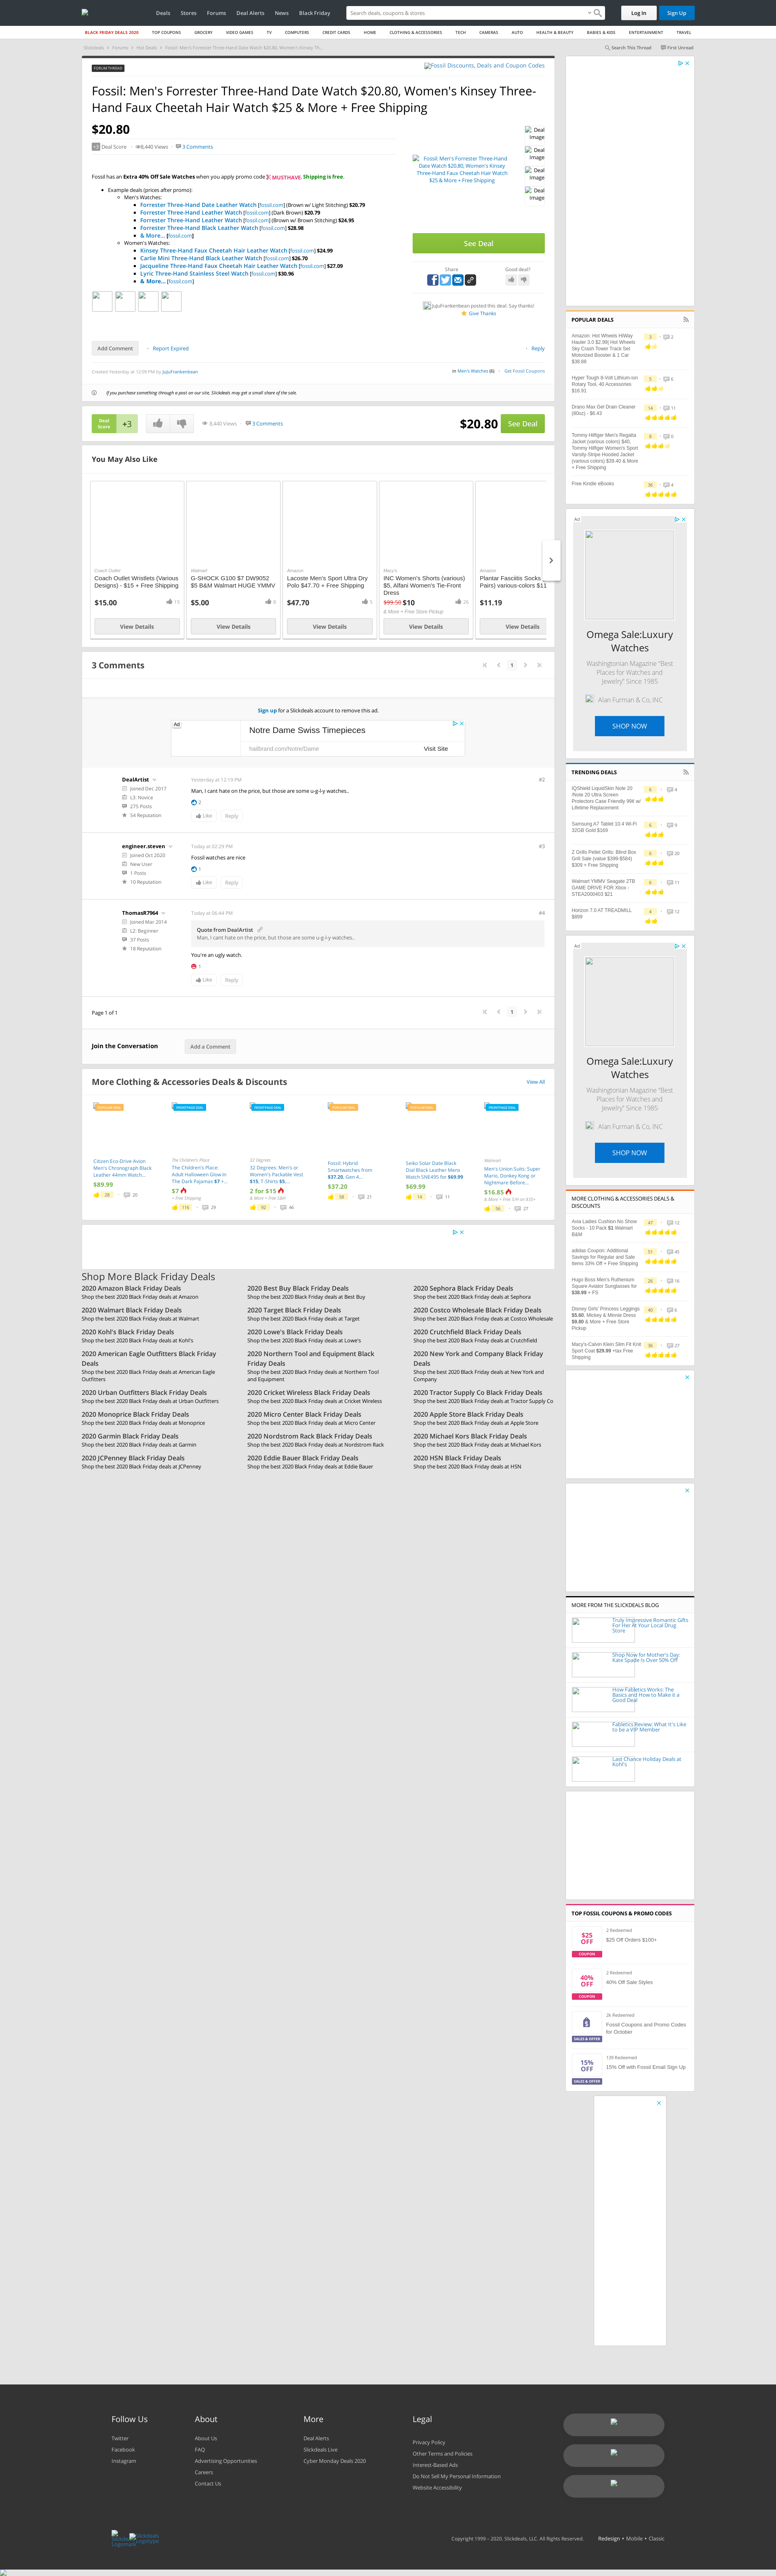 Deals Stores Forums Deal Alerts News Black Friday
Search deals, coupons & stores
Log In
Sign Up
BLACK FRIDAY DEALS 2020 TOP COUPONS GROCERY VIDEO GAMES TV COMPUTERS CREDIT CARDS HOME CLOTHING & ACCESSORIES TECH CAMERAS AUTO HEALTH & BEAUTY BABIES & KIDS ENTERTAINMENT TRAVEL
Slickdeals Forums Hot Deals Fossil: Men's Forrester Three-Hand Date Watch $20.80, Women's Kinsey Th...
Search This Thread First Unread
FORUM THREAD
Fossil Discounts, Deals and Coupon Codes
Fossil: Men's Forrester Three-Hand Date Watch $20.80, Women's Kinsey Three-
Hand Faux Cheetah Hair Watch $25 & More + Free Shipping
$20.80
+3 Deal Score 8,440 Views 3 Comments
Fossil has an Extra 40% Off Sale Watches when you apply promo code MUSTHAVE. Shipping is free.
Example deals (prices after promo):
Men's Watches:
Forrester Three-Hand Date Leather Watch [fossil.com] (Brown w/ Light Stitching) $20.79
Forrester Three-Hand Leather Watch [fossil.com] (Dark Brown) $20.79
Forrester Three-Hand Leather Watch [fossil.com] (Brown w/ Brown Stitching) $24.95
Forrester Three-Hand Black Leather Watch [fossil.com] $28.98
& More... [fossil.com]
Women's Watches:
Kinsey Three-Hand Faux Cheetah Hair Leather Watch [fossil.com] $24.99
Carlie Mini Three-Hand Black Leather Watch [fossil.com] $26.70
Jacqueline Three-Hand Faux Cheetah Hair Leather Watch [fossil.com] $27.09
Lyric Three-Hand Stainless Steel Watch [fossil.com] $30.96
& More... [fossil.com]
Fossil: Men's Forrester Three-Hand
Date Watch $20.80, Women's Kinsey
Three-Hand Faux Cheetah Hair Watch
$25 & More + Free Shipping
Deal
Image
Deal
Image
Deal
Image
Deal
Image
See Deal
Share
Good deal?
JuJuFrankenbean posted this deal. Say thanks!
Give Thanks
Add Comment Report Expired Reply
Created Yesterday at 12:09 PM by JuJuFrankenbean
in Men's Watches (6) Get Fossil Coupons
If you purchase something through a post on our site, Slickdeals may get a small share of the sale.
Deal
Score
+3
8,440 Views 3 Comments
$20.80 See Deal
You May Also Like
Coach Outlet
Coach Outlet Wristlets (Various
Designs) - $15 + Free Shipping
$15.00
15
View Details
Walmart
G-SHOCK G100 $7 DW9052
$5 B&M Walmart HUGE YMMV
$5.00
9
View Details
Amazon
Lacoste Men's Sport Ultra Dry
Polo $47.70 + Free Shipping
$47.70
5
View Details
Macy's
INC Women's Shorts (various)
$5, Alfani Women's Tie-Front
Dress
$99.50 $10
26
& More + Free Store Pickup
View Details
Amazon
Plantar Fasciitis Socks
Pairs) various-colors $11
$11.19
View Details
3 Comments
1
Sign up for a Slickdeals account to remove this ad.
Ad
Notre Dame Swix Timepieces
hailbrand.com/Notre/Dame
Visit Site
DealArtist
Joined Dec 2017
L3: Novice
275 Posts
54 Reputation
Yesterday at 12:19 PM
#2
Man, I cant hate on the price, but those are some u-g-l-y watches..
2
Like
Reply
engineer.steven
Joined Oct 2020
New User
1 Posts
10 Reputation
Today at 02:29 PM
#3
Fossil watches are nice
1
Like
Reply
ThomasR7964
Joined Mar 2014
L2: Beginner
37 Posts
18 Reputation
Today at 06:44 PM
#4
Quote from DealArtist
Man, I cant hate on the price, but those are some u-g-l-y watches..
You're an ugly watch.
1
Like
Reply
Page 1 of 1
1
Join the Conversation
Add a Comment
More Clothing & Accessories Deals & Discounts
View All
POPULAR DEAL
Citizen Eco-Drive Avion
Men's Chronograph Black
Leather 44mm Watch...
$89.99
28 20
FRONTPAGE DEAL
The Children's Place
The Children's Place:
Adult Halloween Glow in
The Dark Pajamas $7 +...
$7
+ Free Shipping
116 29
FRONTPAGE DEAL
32 Degrees
32 Degrees: Men's or
Women's Packable Vest
$15, T-Shirts $5,...
2 for $15
& More + Free S&H
92 46
POPULAR DEAL
Fossil: Hybrid
Smartwatches from
$37.20, Gen 4...
$37.20
58 21
POPULAR DEAL
Seiko Solar Date Black
Dial Black Leather Mens
Watch SNE495 for $69.99
$69.99
14 11
FRONTPAGE DEAL
Walmart
Men's Union Suits: Super
Mario, Donkey Kong or
Nightmare Before...
$16.85
& More + Free S/H on $35+
56 27
Shop More Black Friday Deals
2020 Amazon Black Friday Deals
Shop the best 2020 Black Friday deals at Amazon
2020 Best Buy Black Friday Deals
Shop the best 2020 Black Friday deals at Best Buy
2020 Sephora Black Friday Deals
Shop the best 2020 Black Friday deals at Sephora
2020 Walmart Black Friday Deals
Shop the best 2020 Black Friday deals at Walmart
2020 Target Black Friday Deals
Shop the best 2020 Black Friday deals at Target
2020 Costco Wholesale Black Friday Deals
Shop the best 2020 Black Friday deals at Costco Wholesale
2020 Kohl's Black Friday Deals
Shop the best 2020 Black Friday deals at Kohl's
2020 Lowe's Black Friday Deals
Shop the best 2020 Black Friday deals at Lowe's
2020 Crutchfield Black Friday Deals
Shop the best 2020 Black Friday deals at Crutchfield
2020 American Eagle Outfitters Black Friday
Deals
Shop the best 2020 Black Friday deals at American Eagle
Outfitters
2020 Northern Tool and Equipment Black
Friday Deals
Shop the best 2020 Black Friday deals at Northern Tool
and Equipment
2020 New York and Company Black Friday
Deals
Shop the best 2020 Black Friday deals at New York and
Company
2020 Urban Outfitters Black Friday Deals
Shop the best 2020 Black Friday deals at Urban Outfitters
2020 Cricket Wireless Black Friday Deals
Shop the best 2020 Black Friday deals at Cricket Wireless
2020 Tractor Supply Co Black Friday Deals
Shop the best 2020 Black Friday deals at Tractor Supply Co
2020 Monoprice Black Friday Deals
Shop the best 2020 Black Friday deals at Monoprice
2020 Micro Center Black Friday Deals
Shop the best 2020 Black Friday deals at Micro Center
2020 Apple Store Black Friday Deals
Shop the best 2020 Black Friday deals at Apple Store
2020 Garmin Black Friday Deals
Shop the best 2020 Black Friday deals at Garmin
2020 Nordstrom Rack Black Friday Deals
Shop the best 2020 Black Friday deals at Nordstrom Rack
2020 Michael Kors Black Friday Deals
Shop the best 2020 Black Friday deals at Michael Kors
2020 JCPenney Black Friday Deals
Shop the best 2020 Black Friday deals at JCPenney
2020 Eddie Bauer Black Friday Deals
Shop the best 2020 Black Friday deals at Eddie Bauer
2020 HSN Black Friday Deals
Shop the best 2020 Black Friday deals at HSN
POPULAR DEALS
Amazon: Hot Wheels HiWay
Hauler 3.0 $2.99| Hot Wheels
Sky Crash Tower Track Set
Motorized Booster & 1 Car
$38.88
3 2
Hyper Tough 8-Volt Lithium-ion
Rotary Tool, 40 Accessories
$16.91
5 6
Drano Max Gel Drain Cleaner
(80oz) - $6.43
14 11
Tommy Hilfiger Men's Regatta
Jacket (various colors) $40,
Tommy Hilfiger Women's Sport
Varsity-Stripe Hooded Jacket
(various colors) $39.40 & More
+ Free Shipping
6 0
Free Kindle eBooks
36 4
Ad
Omega Sale:Luxury
Watches
Washingtonian Magazine "Best
Places for Watches and
Jewelry" Since 1985
Alan Furman & Co, INC
SHOP NOW
TRENDING DEALS
IQShield LiquidSkin Note 20
/Note 20 Ultra Screen
Protectors Case Friendly 99¢ w/
Lifetime Replacement
6 4
Samsung A7 Tablet 10.4 Wi-Fi
32GB Gold $169
6 9
Z Grills Pellet Grills: Blind Box
Grill Sale (value $399-$584)
$309 + Free Shipping
6 20
Walmart YMMV Seagate 2TB
GAME DRIVE FOR Xbox -
STEA2000403 $21
6 11
Horizon 7.0 AT TREADMILL
$899
4 12
Ad
Omega Sale:Luxury
Watches
Washingtonian Magazine "Best
Places for Watches and
Jewelry" Since 1985
Alan Furman & Co, INC
SHOP NOW
MORE CLOTHING & ACCESSORIES DEALS &
DISCOUNTS
Avia Ladies Cushion No Show
Socks - 10 Pack $1 Walmart
B&M
47 12
adidas Coupon: Additional
Savings for Regular and Sale
Items 33% Off + Free Shipping
51 45
Hugo Boss Men's Ruthenium
Square Aviator Sunglasses for
$38.99 + FS
26 16
Disney Girls' Princess Leggings
$5.60, Mickey & Minnie Dress
$9.80 & More + Free Store
Pickup
40 6
Macy's-Calvin Klein Slim Fit Knit
Sport Coat $29.99 +tax Free
Shipping
36 27
MORE FROM THE SLICKDEALS BLOG
Truly Impressive Romantic Gifts
For Her At Your Local Drug
Store
Shop Now for Mother's Day:
Kate Spade Is Over 50% Off
How Fabletics Works: The
Basics and How to Make it a
Good Deal
Fabletics Review: What It's Like
to be a VIP Member
Last Chance Holiday Deals at
Kohl's
TOP FOSSIL COUPONS & PROMO CODES
$25
OFF
COUPON
2 Redeemed
$25 Off Orders $100+
40%
OFF
COUPON
2 Redeemed
40% Off Sale Styles
SALES & OFFER
2k Redeemed
Fossil Coupons and Promo Codes
for October
15%
OFF
SALES & OFFER
139 Redeemed
15% Off with Fossil Email Sign Up
Follow Us
Twitter
Facebook
Instagram
About
About Us
FAQ
Advertising Opportunities
Careers
Contact Us
More
Deal Alerts
Slickdeals Live
Cyber Monday Deals 2020
Legal
Privacy Policy
Other Terms and Policies
Interest-Based Ads
Do Not Sell My Personal Information
Website Accessibility
Slickdeals
Logotype
Copyright 1999 – 2020. Slickdeals, LLC. All Rights Reserved.
Redesign • Mobile • Classic